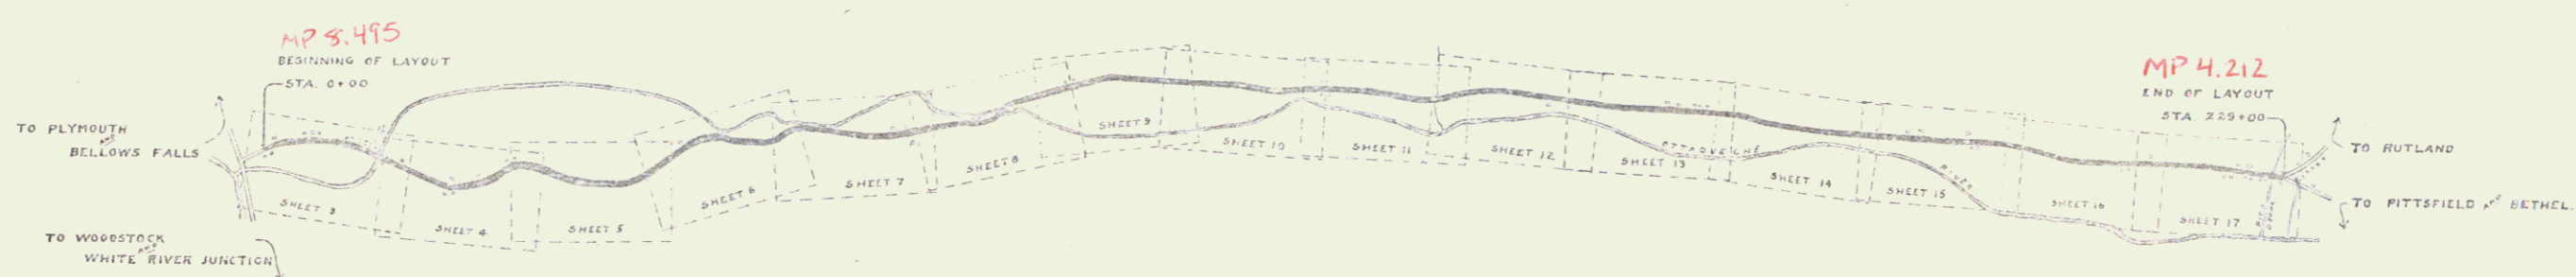 MP 8.495
BEGINNING OF LAYOUT
STA. 0+00
TO PLYMOUTH
AND
BELLOWS FALLS
TO WOODSTOCK
AND
WHITE RIVER JUNCTION
SHEET 3
SHEET 4
SHEET 5
SHEET 6
SHEET 7
SHEET 8
SHEET 9
SHEET 10
SHEET 11
SHEET 12
OTTAUQUECHE
SHEET 13
SHEET 14
RIVER
SHEET 15
SHEET 16
SHEET 17
BROOK
MP 4.212
END OF LAYOUT
STA. 229+00
TO RUTLAND
TO PITTSFIELD AND BETHEL.